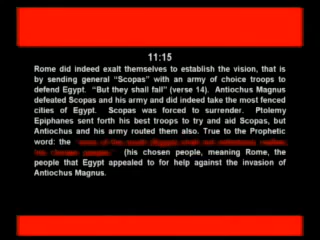 11:15
Rome did indeed exalt themselves to establish the vision, that is
by sending general “Scopas” with an army of choice troops to
defend Egypt. “But they shall fall” (verse 14). Antiochus Magnus
defeated Scopas and his army and did indeed take the most fenced
cities of Egypt. Scopas was forced to surrender. Ptolemy
Epiphanes sent forth his best troops to try and aid Scopas, but
Antiochus and his army routed them also. True to the Prophetic
word: the
(his chosen people, meaning Rome, the
people that Egypt appealed to for help against the invasion of
Antiochus Magnus.